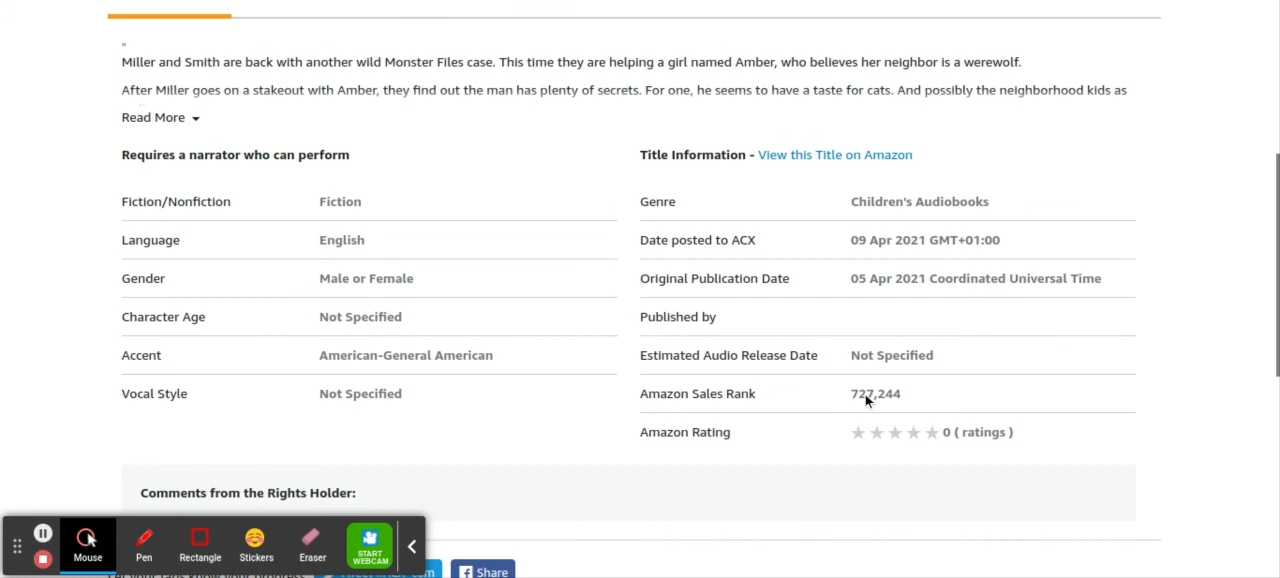 "
Miller and Smith are back with another wild Monster Files case. This time they are helping a girl named Amber, who believes her neighbor is a werewolf.
After Miller goes on a stakeout with Amber, they find out the man has plenty of secrets. For one, he seems to have a taste for cats. And possibly the neighborhood kids as
Read More
Requires a narrator who can perform
Fiction/Nonfiction Fiction
Language English
Gender Male or Female
Character Age Not Specified
Accent American-General American
Vocal Style Not Specified
Title Information - View this Title on Amazon
Genre Children's Audiobooks
Date posted to ACX 09 Apr 2021 GMT+01:00
Original Publication Date 05 Apr 2021 Coordinated Universal Time
Published by
Estimated Audio Release Date Not Specified
Amazon Sales Rank 727,244
Amazon Rating 0 ( ratings )
Comments from the Rights Holder:
Mouse
Pen
Rectangle
Stickers
Eraser
START
WEBCAM
Share